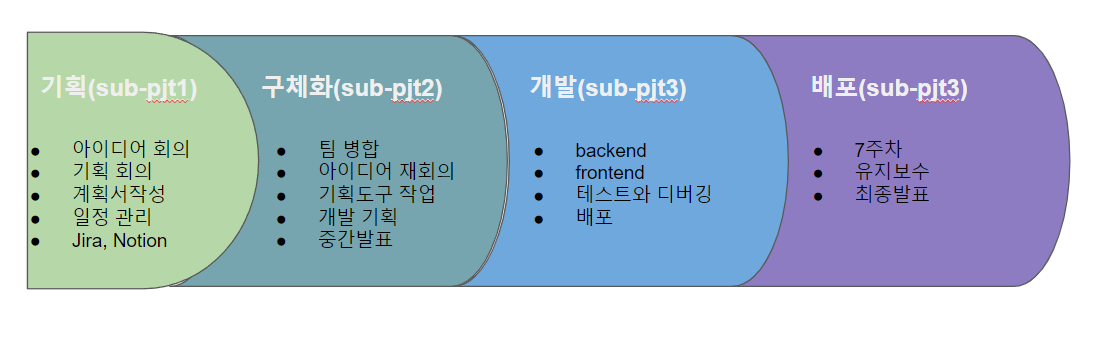 기획(sub-pjt1)
● 아이디어 회의
● 기획 회의
● 계획서작성
● 일정 관리
● Jira, Notion
구체화(sub-pjt2)
● 팀 병합
● 아이디어 재회의
● 기획도구 작업
● 개발 기획
● 중간발표
개발(sub-pjt3)
● backend
● frontend
● 테스트와 디버깅
● 배포
배포(sub-pjt3)
● 7주차
● 유지보수
● 최종발표